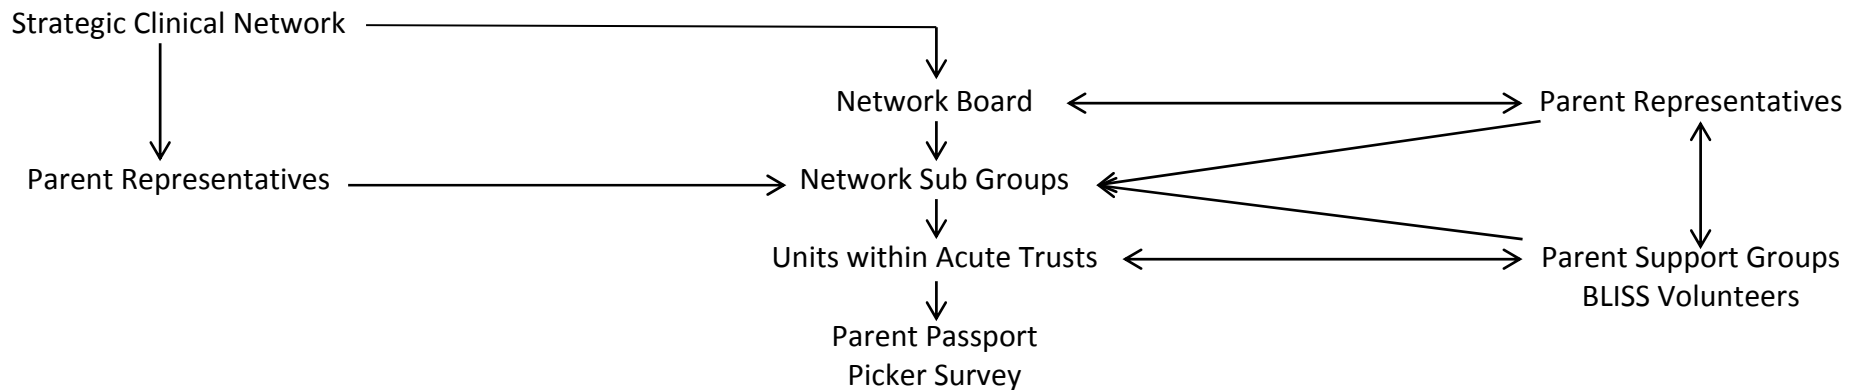 Strategic Clinical Network
Network Board
Parent Representatives
Parent Representatives
Network Sub Groups
Units within Acute Trusts
Parent Support Groups
BLISS Volunteers
Parent Passport
Picker Survey